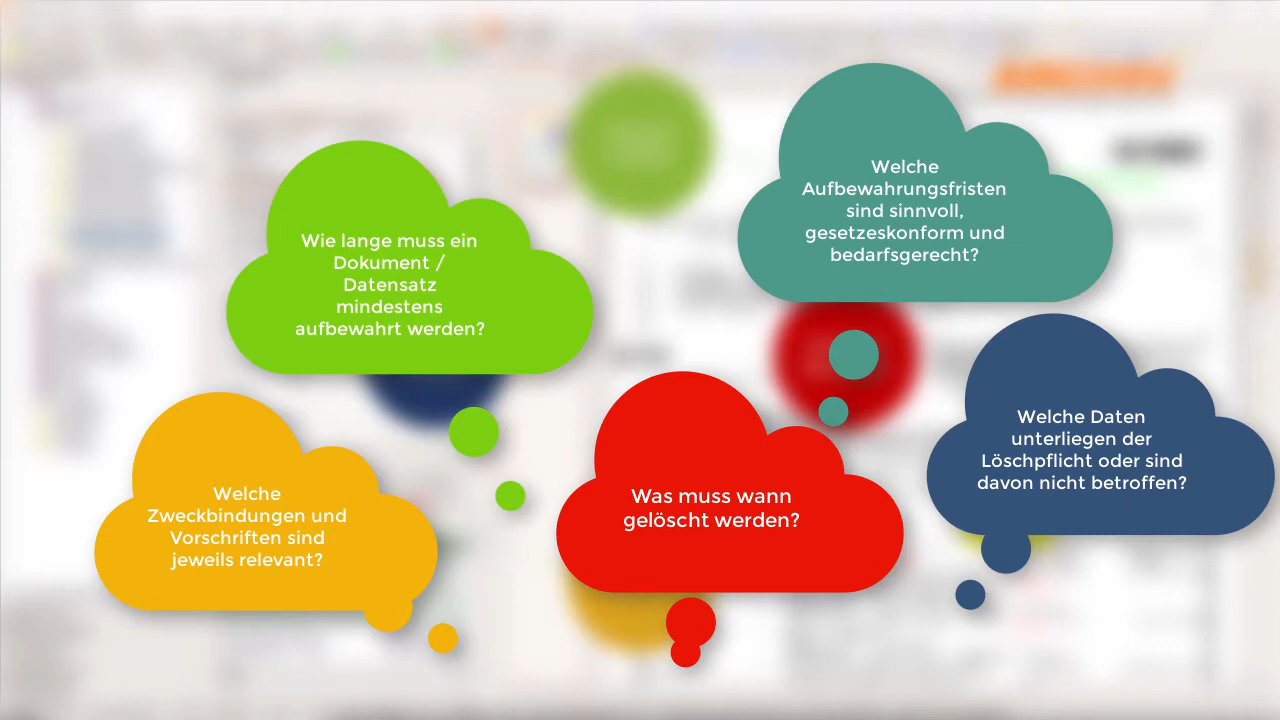 Wie lange muss ein
Dokument /
Datensatz
mindestens
aufbewahrt werden?
Welche
Aufbewahrungsfristen
sind sinnvoll,
gesetzeskonform und
bedarfsgerecht?
Welche
Zweckbindungen und
Vorschriften sind
jeweils relevant?
Was muss wann
gelöscht werden?
Welche Daten
unterliegen der
Löschpflicht oder sind
davon nicht betroffen?